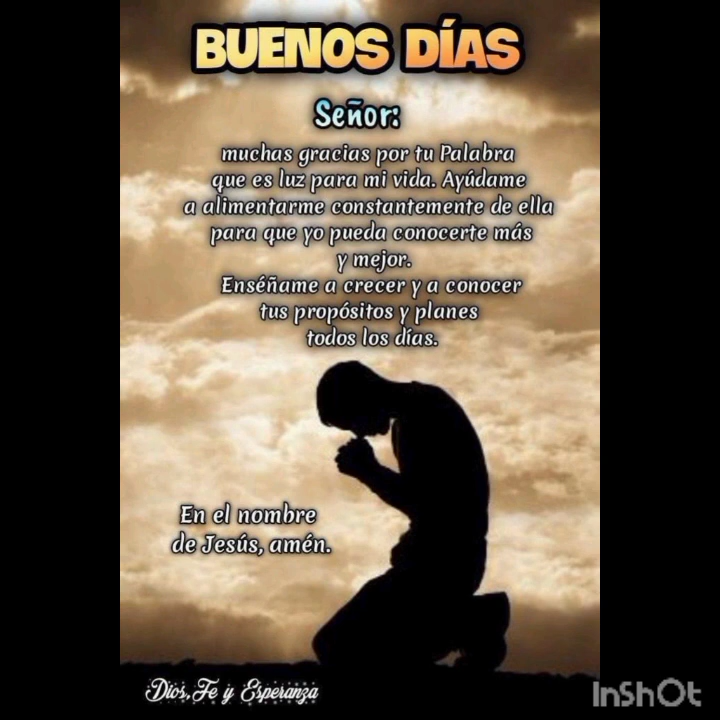 BUENOS DÍAS
Señor:
muchas gracias por tu Palabra
que es luz para mi vida. Ayúdame
a alimentarme constantemente de ella
para que yo pueda conocerte más
y mejor.
Enséñame a crecer y a conocer
tus propósitos y planes
todos los días.
En el nombre
de Jesús, amén.
Dios, Fe y Esperanza
InShOt